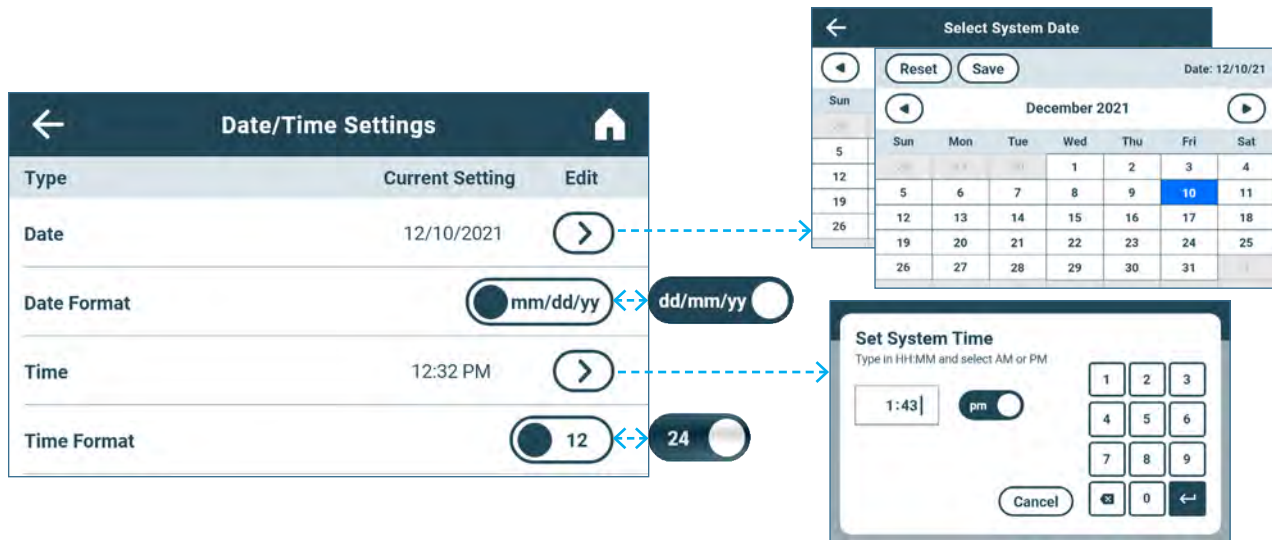 Date/Time Settings
Type Current Setting Edit
Date 12/10/2021
Date Format mm/dd/yy dd/mm/yy
Time 12:32 PM
Time Format 12 24
Select System Date
Sun
5
12
19
26
Reset Save Date: 12/10/21
December 2021
Sun Mon Tue Wed Thu Fri Sat
1 2 3 4
5 6 7 8 9 10 11
12 13 14 15 16 17 18
19 20 21 22 23 24 25
26 27 28 29 30 31
Set System Time
Type in HH:MM and select AM or PM
1:43 pm
1 2 3
4 5 6
7 8 9
0
Cancel